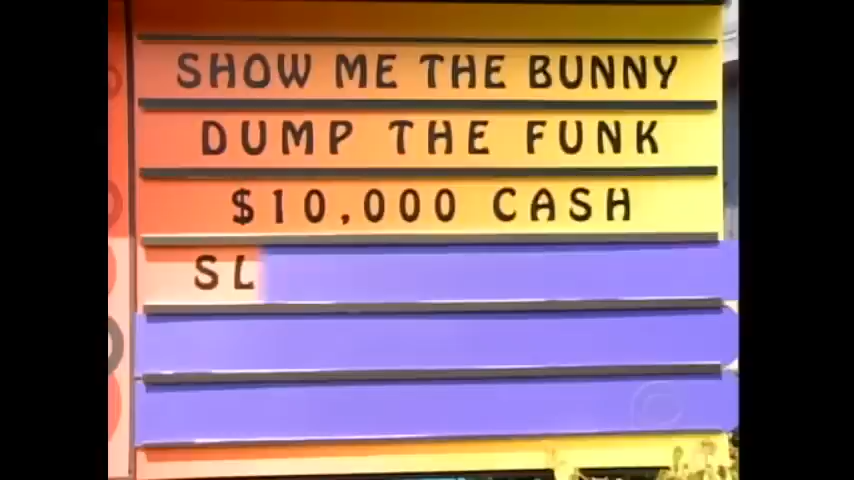 SHOW ME THE BUNNY
DUMP THE FUNK
$10,000 CASH
SL